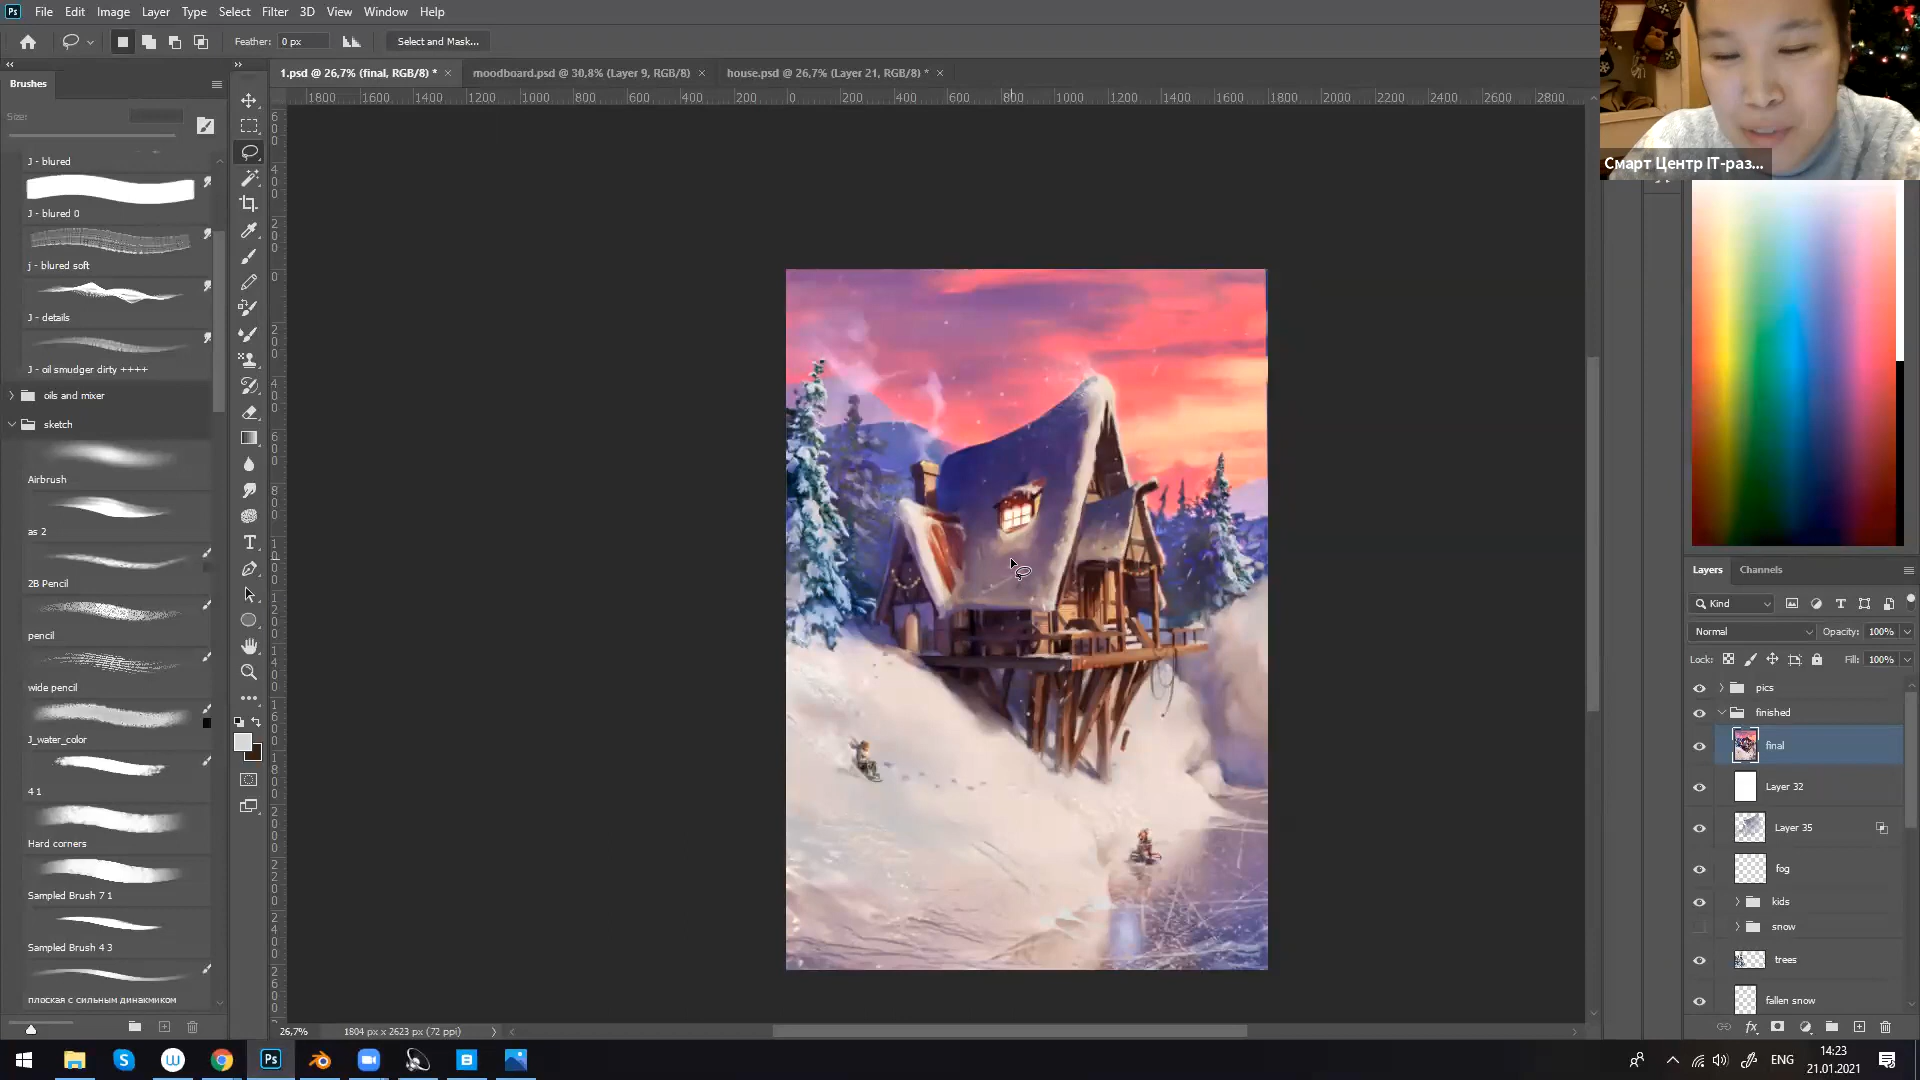 Ps File Edit Image Layer Type Select Filter 3D View Window Help
Feather: 0 px Select and Mask...
Смарт Центр IT-раз...
Brushes
1.psd @ 26,7% (final, RGB/8) * × moodboard.psd @ 30,8% (Layer 9, RGB/8) × house.psd @ 26,7% (Layer 21, RGB/8) * ×
1800 1600 1400 1200 1000 800 600 400 200 0 200 400 600 800 1000 1200 1400 1600 1800 2000 2200 2400 2600 2800
Size:
J - blured
J - blured 0
j - blured soft
J - details
J - oil smudger dirty ++++
oils and mixer
sketch
Airbrush
as 2
2B Pencil
pencil
wide pencil
J_water_color
4 1
Hard corners
Sampled Brush 7 1
Sampled Brush 4 3
плоская с сильным динакмиком
Layers Channels
Kind
Normal Opacity: 100%
Lock: Fill: 100%
pics
finished
final
Layer 32
Layer 35
fog
kids
snow
trees
fallen snow
26,7% 1804 px x 2623 px (72 ppi)
ENG
14:23
21.01.2021